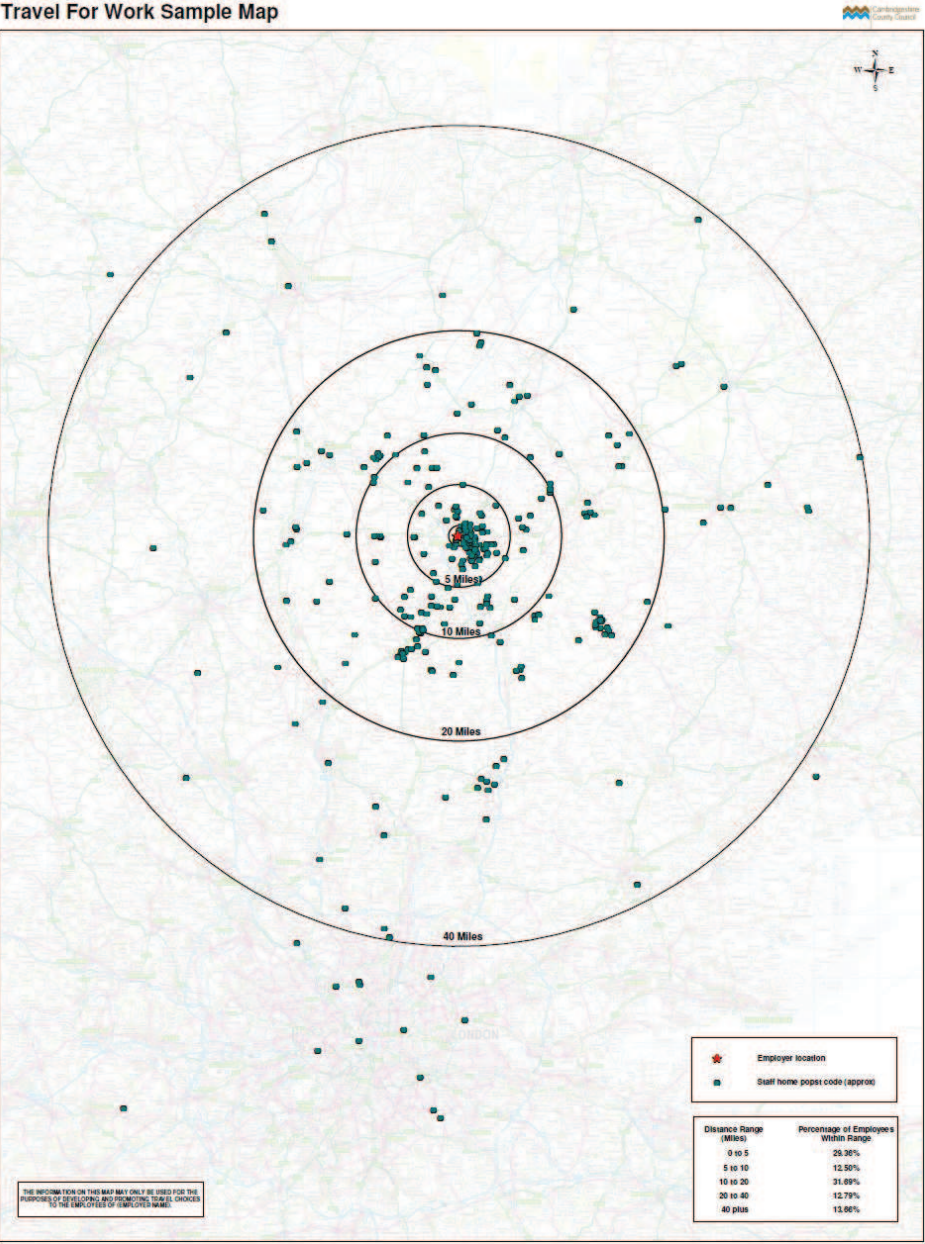 Travel For Work Sample Map
Cambridgeshire
County Council
N
W E
S
5 Miles
10 Miles
20 Miles
40 Miles
LONDON
Employer location
Staff home popst code (approx)
Distance Range Percentage of Employees
(Miles) Within Range
0 to 5 29.36%
5 to 10 12.50%
10 to 20 31.69%
20 to 40 12.79%
40 plus 13.66%
THE INFORMATION ON THIS MAP MAY ONLY BE USED FOR THE
PURPOSES OF DEVELOPING AND PROMOTING TRAVEL CHOICES
TO THE EMPLOYEES OF (EMPLOYER NAME).